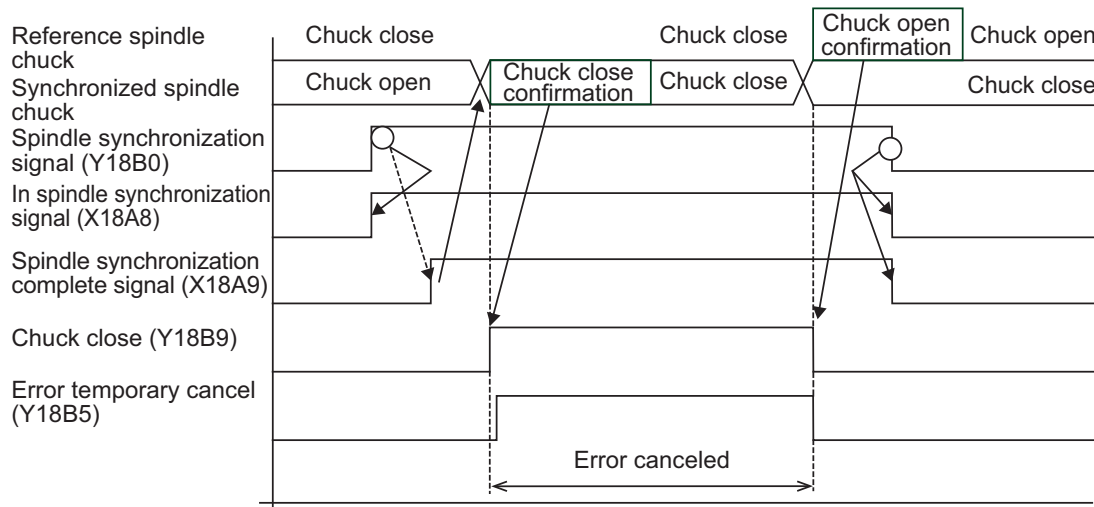 Reference spindle
chuck
Chuck close
Chuck close
Chuck open
confirmation
Chuck open
Synchronized spindle
chuck
Chuck open
Chuck close
confirmation
Chuck close
Chuck close
Spindle synchronization
signal (Y18B0)
In spindle synchronization
signal (X18A8)
Spindle synchronization
complete signal (X18A9)
Chuck close (Y18B9)
Error temporary cancel
(Y18B5)
Error canceled